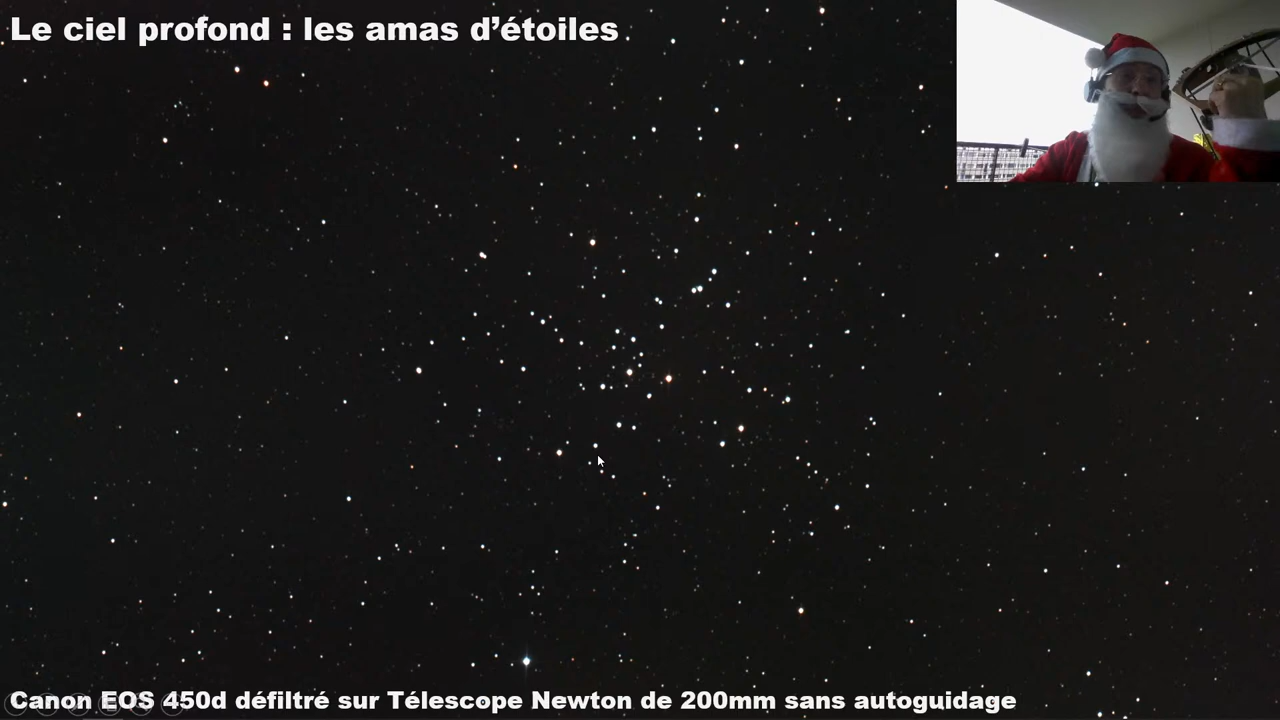 Le ciel profond : les amas d’étoiles
Canon EOS 450d défiltré sur Télescope Newton de 200mm sans autoguidage